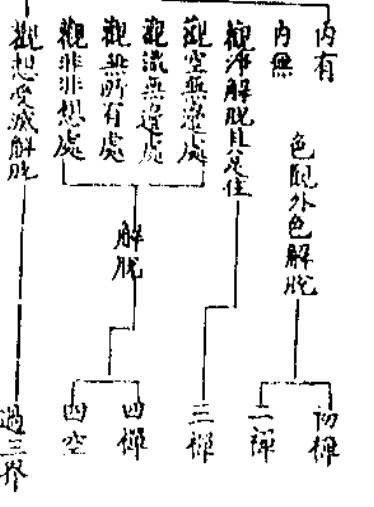 內有
內無
色觀外色解脫
觀淨解脫具足住
觀空無邊處
觀識無邊處
觀無所有處
觀非非想處
解脫
觀想受滅解脫
初禪
二禪
三禪
四禪
四空
過三界